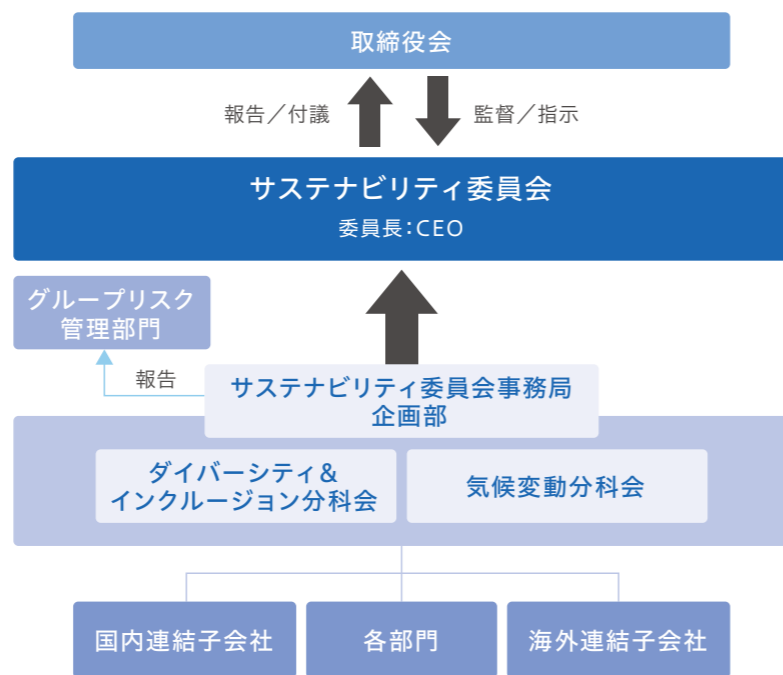 取締役会
報告／付議
監督／指示
サステナビリティ委員会
委員長：CEO
グループリスク
管理部門
報告
サステナビリティ委員会事務局
企画部
ダイバーシティ＆
インクルージョン分科会
気候変動分科会
国内連結子会社
各部門
海外連結子会社